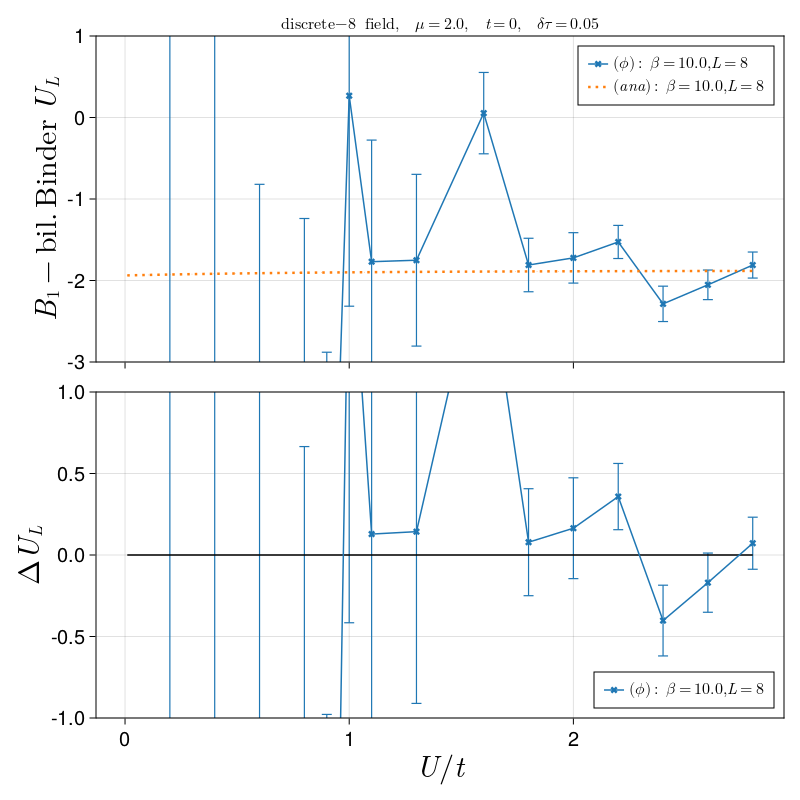 discrete−8 field, μ = 2.0, t = 0, δτ = 0.05
B₁ − bil. Binder U_L
1
0
-1
-2
-3
(ϕ) : β = 10.0,L = 8
(ana) : β = 10.0,L = 8
Δ U_L
1.0
0.5
0.0
-0.5
-1.0
(ϕ) : β = 10.0,L = 8
0 1 2
U/t